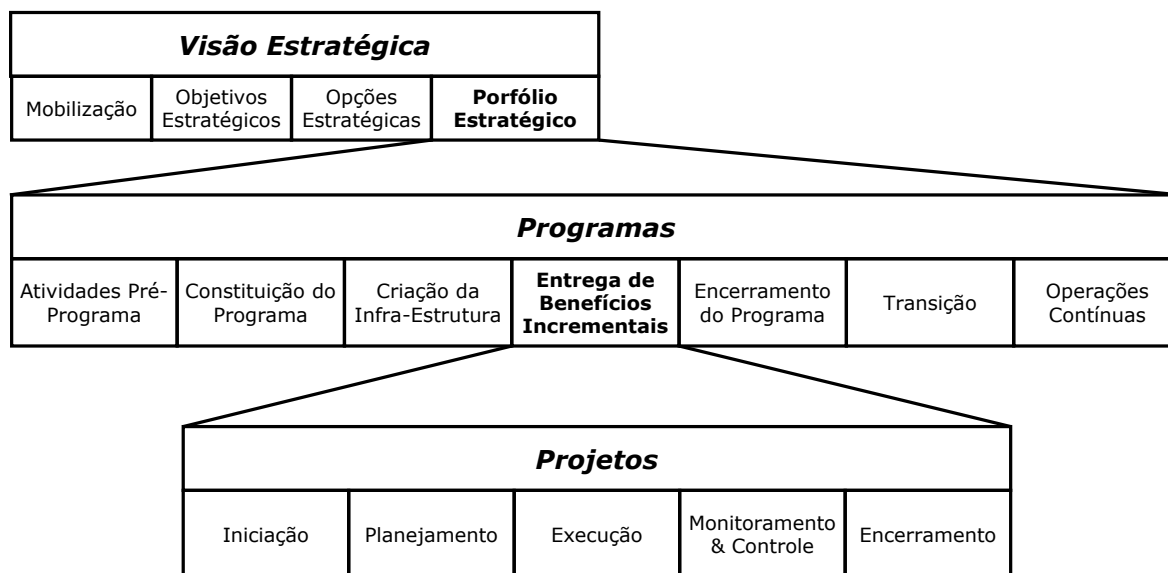 Visão Estratégica
Mobilização
Objetivos
Estratégicos
Opções
Estratégicas
Porfólio
Estratégico
Programas
Atividades Pré-
Programa
Constituição do
Programa
Criação da
Infra-Estrutura
Entrega de
Benefícios
Incrementais
Encerramento
do Programa
Transição
Operações
Contínuas
Projetos
Iniciação
Planejamento
Execução
Monitoramento
& Controle
Encerramento